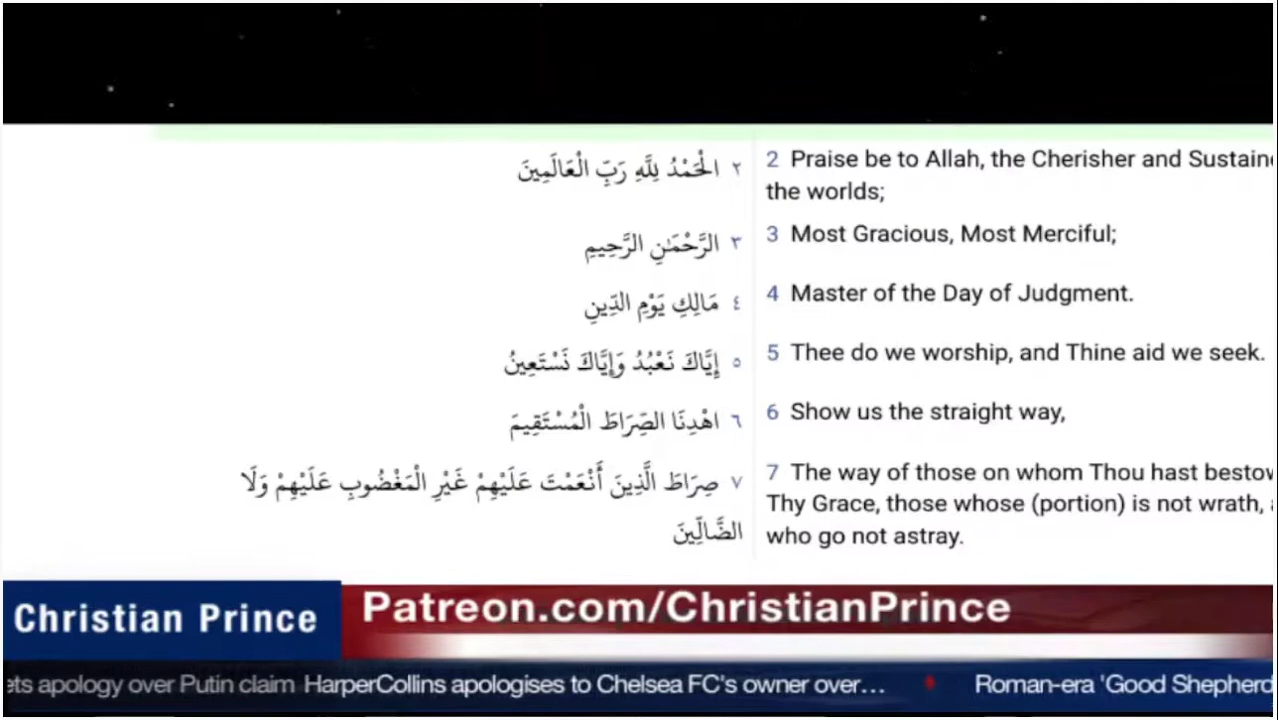 ٢ الْحَمْدُ لِلَّهِ رَبِّ الْعَالَمِينَ
2 Praise be to Allah, the Cherisher and Sustaine
the worlds;
٣ الرَّحْمَٰنِ الرَّحِيمِ
3 Most Gracious, Most Merciful;
٤ مَالِكِ يَوْمِ الدِّينِ
4 Master of the Day of Judgment.
٥ إِيَّاكَ نَعْبُدُ وَإِيَّاكَ نَسْتَعِينُ
5 Thee do we worship, and Thine aid we seek.
٦ اهْدِنَا الصِّرَاطَ الْمُسْتَقِيمَ
6 Show us the straight way,
٧ صِرَاطَ الَّذِينَ أَنْعَمْتَ عَلَيْهِمْ غَيْرِ الْمَغْضُوبِ عَلَيْهِمْ وَلَا
الضَّالِّينَ
7 The way of those on whom Thou hast bestow
Thy Grace, those whose (portion) is not wrath,
who go not astray.
Christian Prince
Patreon.com/ChristianPrince
ets apology over Putin claim HarperCollins apologises to Chelsea FC's owner over... Roman-era 'Good Shepherd